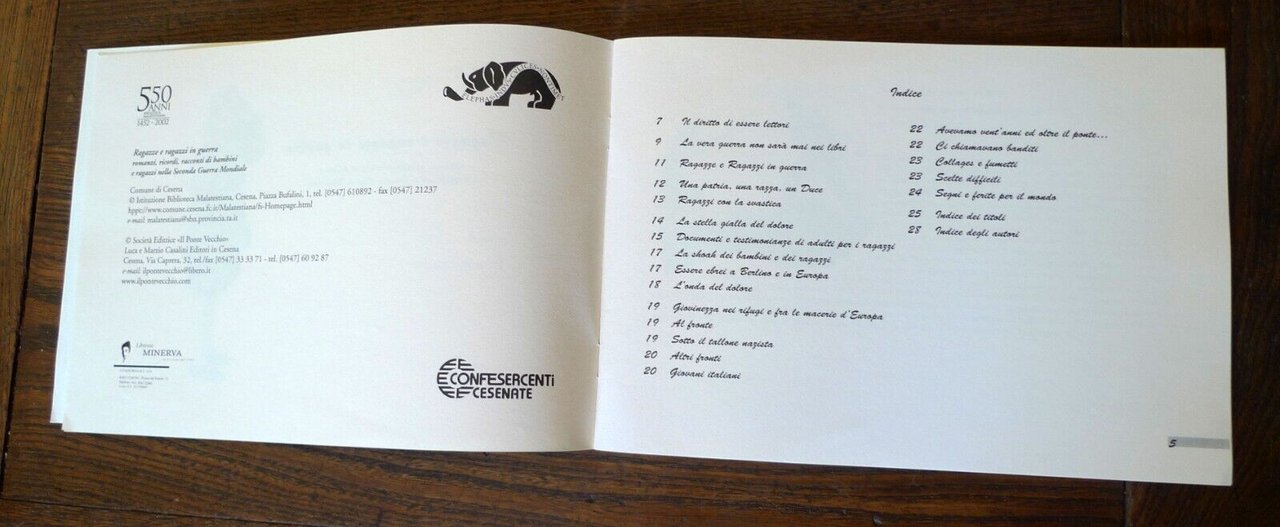 550
ANNI
1452 - 2002
ELEPHAS INDUS CULICES NON TIMET
Ragazze e ragazzi in guerra
romanzi, ricordi, racconti di bambini
e ragazzi nella Seconda Guerra Mondiale
Comune di Cesena
© Istituzione Biblioteca Malatestiana, Cesena, Piazza Bufalini, 1, tel. [0547] 610892 - fax [0547] 21237
hppc://www.comune.cesena.fc.it/Malatestiana/fs-Homepage.html
e-mail: malatestiana@sbn.provincia.ra.it
© Società Editrice «Il Ponte Vecchio»
Luca e Marzio Casalini Editori in Cesena
Cesena, Via Caprera, 32, tel./fax [0547] 33 33 71 - tel. [0547] 60 92 87
e-mail: ilpontevecchio@libero.it
www.ilpontevecchio.com
Libreria
MINERVA
CONFESERCENTI
CESENATE
Indice
7 Il diritto di essere lettori
9 La vera guerra non sarà mai nei libri
11 Ragazze e Ragazzi in guerra
12 Una patria, una razza, un Duce
13 Ragazzi con la svastica
14 La stella gialla del dolore
15 Documenti e testimonianze di adulti per i ragazzi
17 La shoah dei bambini e dei ragazzi
17 Essere ebrei a Berlino e in Europa
18 L'onda del dolore
19 Giovinezza nei rifugi e fra le macerie d'Europa
19 Al fronte
19 Sotto il tallone nazista
20 Altri fronti
20 Giovani italiani
22 Avevamo vent'anni ed oltre il ponte...
22 Ci chiamavano banditi
23 Collages e fumetti
23 Scelte difficili
24 Segni e ferite per il mondo
25 Indice dei titoli
28 Indice degli autori
5